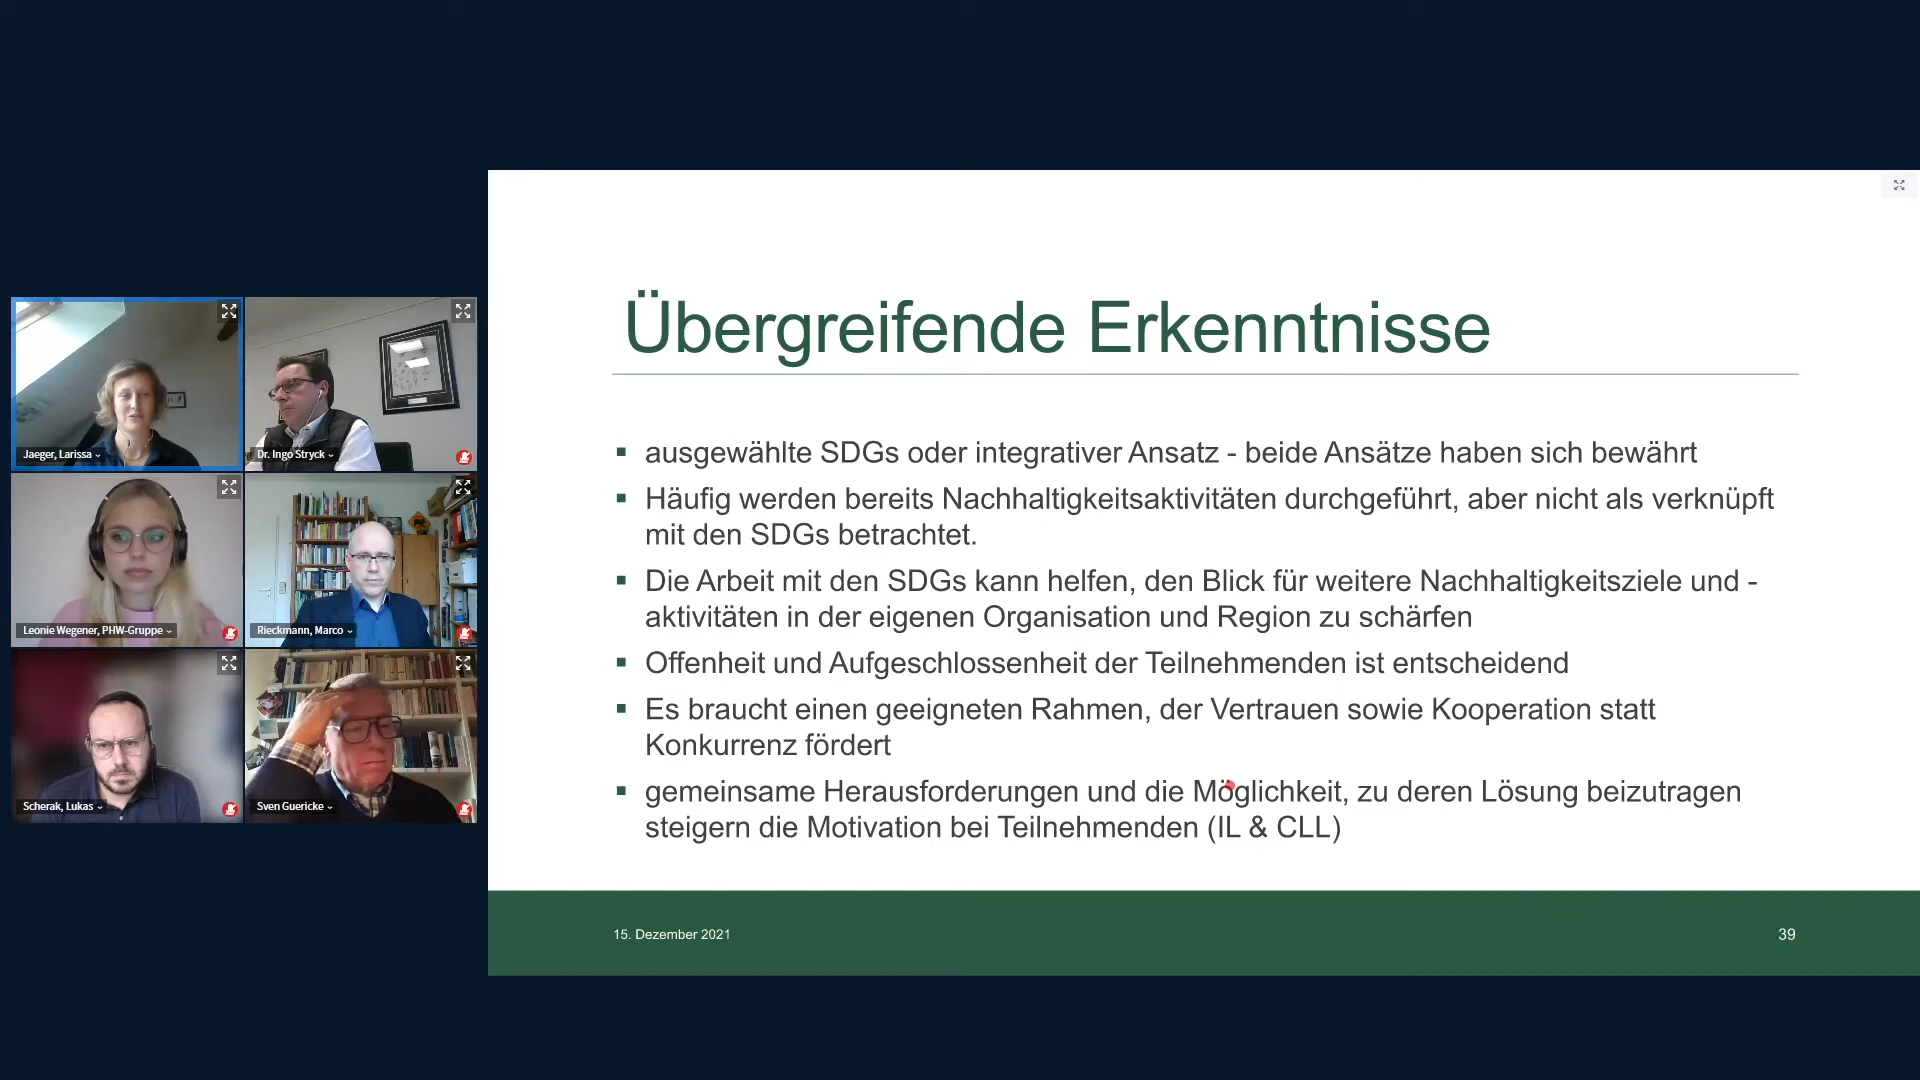 Jaeger, Larissa
Dr. Ingo Stryck
Leonie Wegener, PHW-Gruppe
Rieckmann, Marco
Scherak, Lukas
Sven Guericke
Übergreifende Erkenntnisse
ausgewählte SDGs oder integrativer Ansatz - beide Ansätze haben sich bewährt
Häufig werden bereits Nachhaltigkeitsaktivitäten durchgeführt, aber nicht als verknüpft
mit den SDGs betrachtet.
Die Arbeit mit den SDGs kann helfen, den Blick für weitere Nachhaltigkeitsziele und -
aktivitäten in der eigenen Organisation und Region zu schärfen
Offenheit und Aufgeschlossenheit der Teilnehmenden ist entscheidend
Es braucht einen geeigneten Rahmen, der Vertrauen sowie Kooperation statt
Konkurrenz fördert
gemeinsame Herausforderungen und die Möglichkeit, zu deren Lösung beizutragen
steigern die Motivation bei Teilnehmenden (IL & CLL)
15. Dezember 2021
39